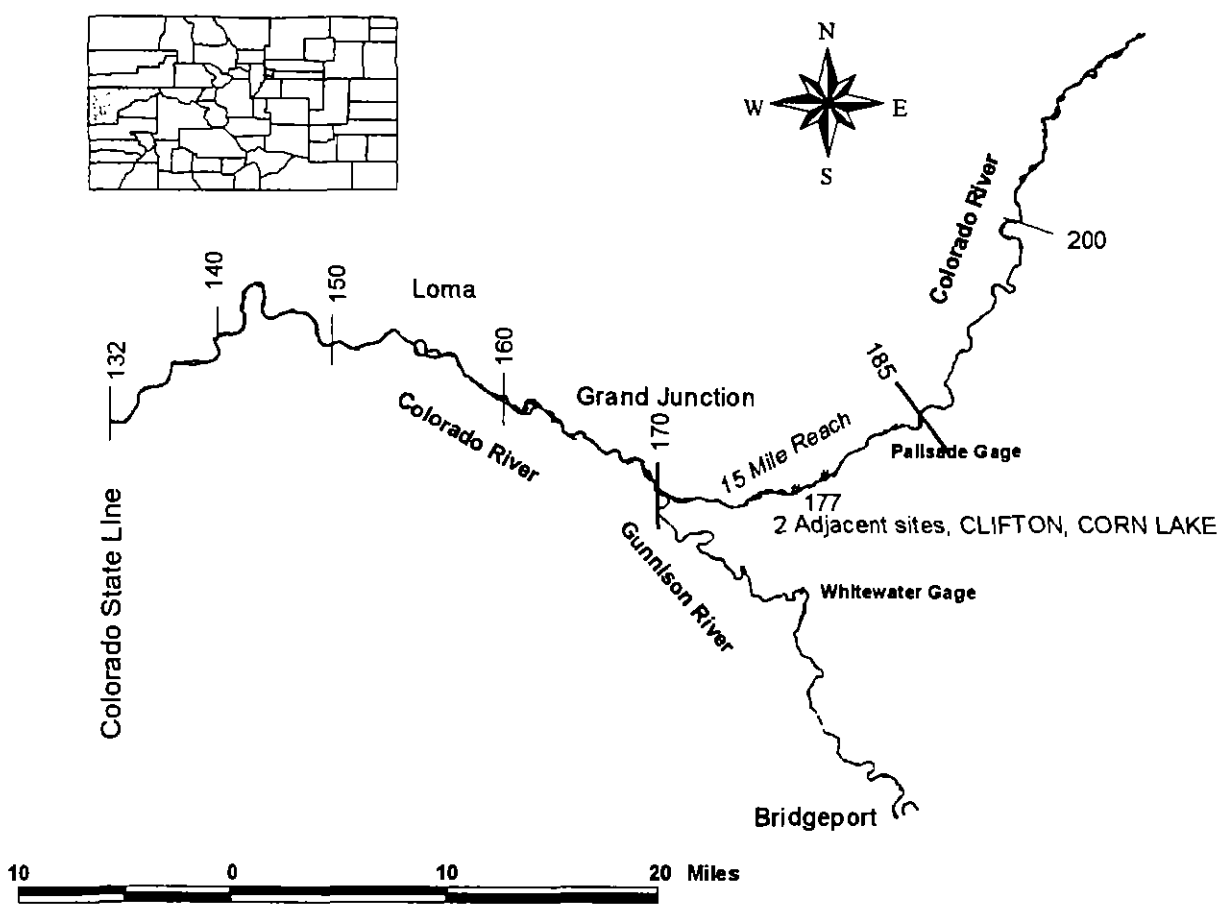 N
W E
S
Colorado River
200
140
150
Loma
132
160
185
Grand Junction
170
Colorado River
15 Mile Reach
Palisade Gage
177
2 Adjacent sites, CLIFTON, CORN LAKE
Gunnison River
Whitewater Gage
Colorado State Line
Bridgeport
10 0 10 20 Miles